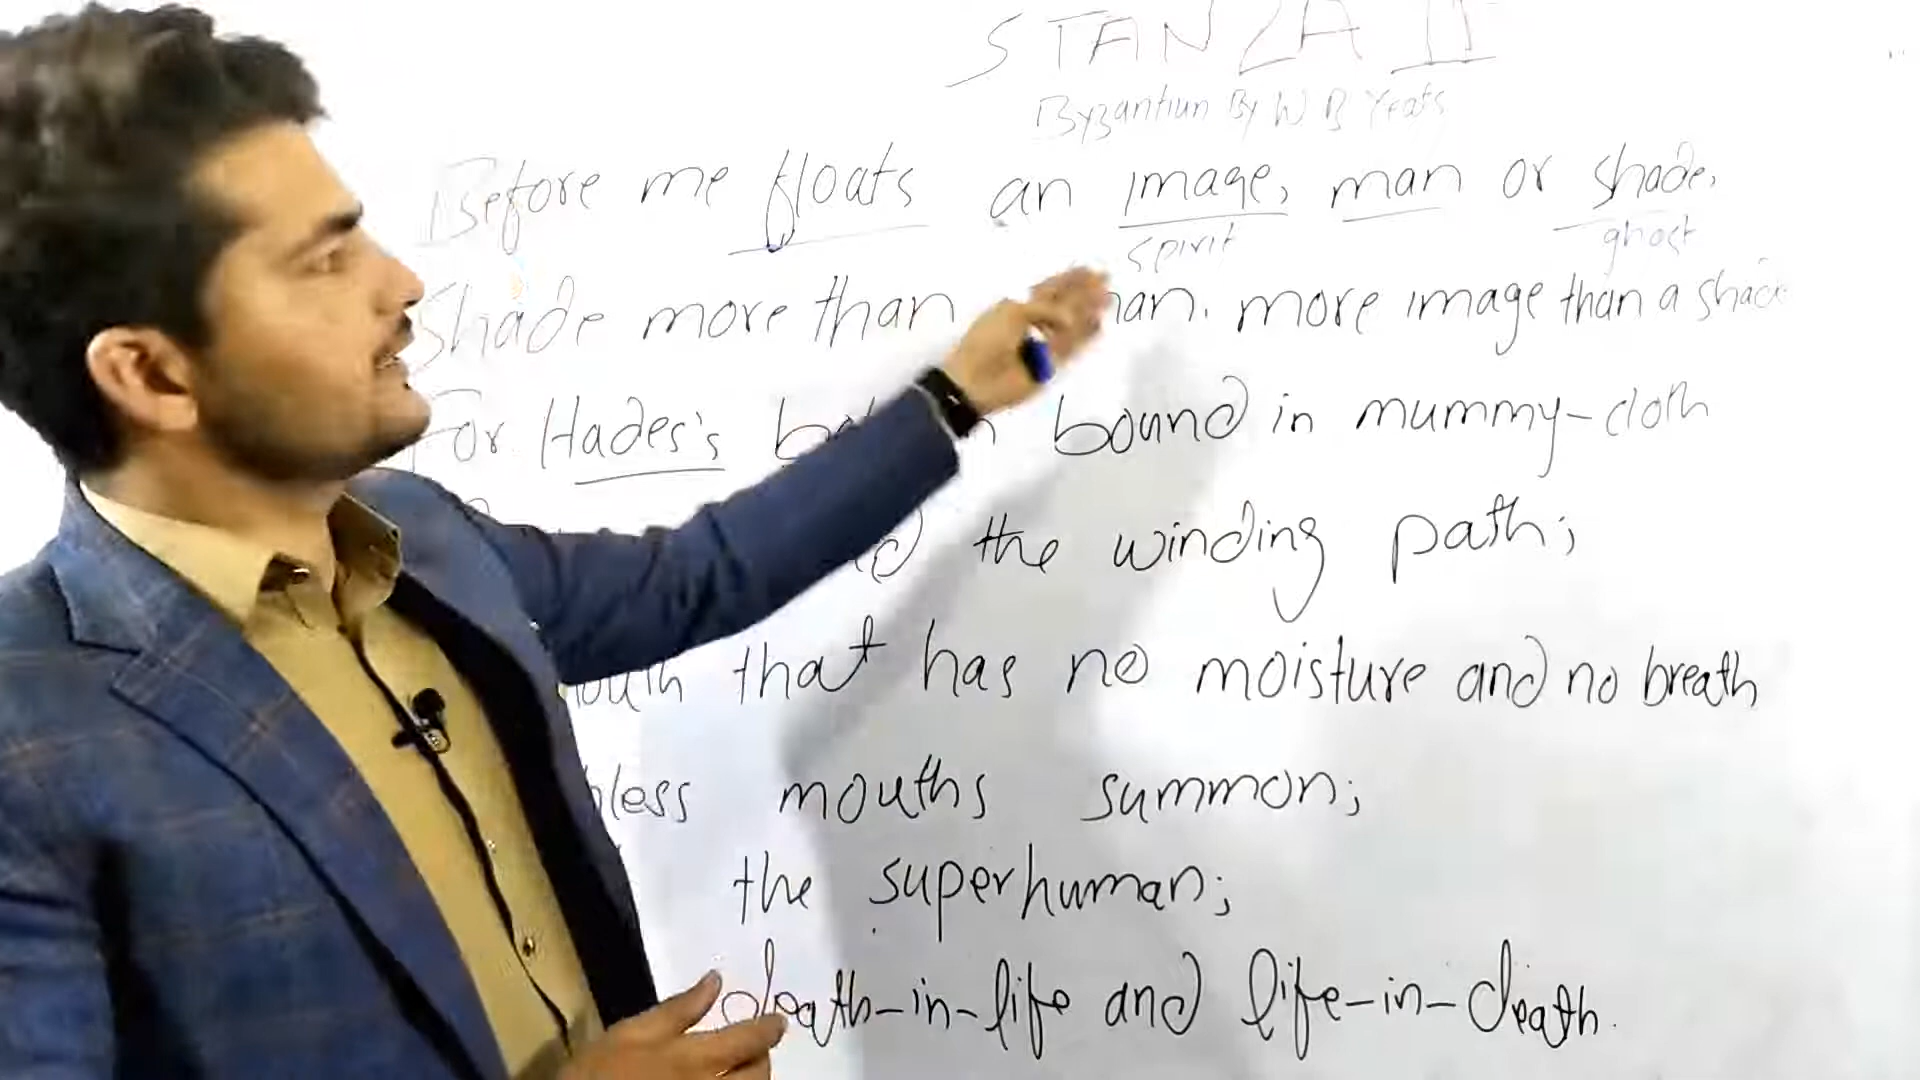 STANZA II
Byzantiun By W B Yeats
Before me floats an image, man or shade,
spirit ghost
Shade more than man. more image than a shade
For Hades's bound in mummy-cloth
the winding path;
mouth that has no moisture and no breath
mouths summon;
the superhuman;
death-in-life and life-in-death.